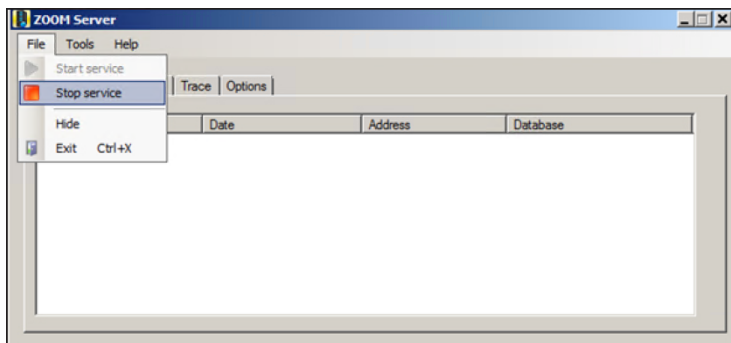 ZOOM Server
File Tools Help
Start service
Stop service
Trace Options
Hide
Date Address Database
Exit Ctrl+X